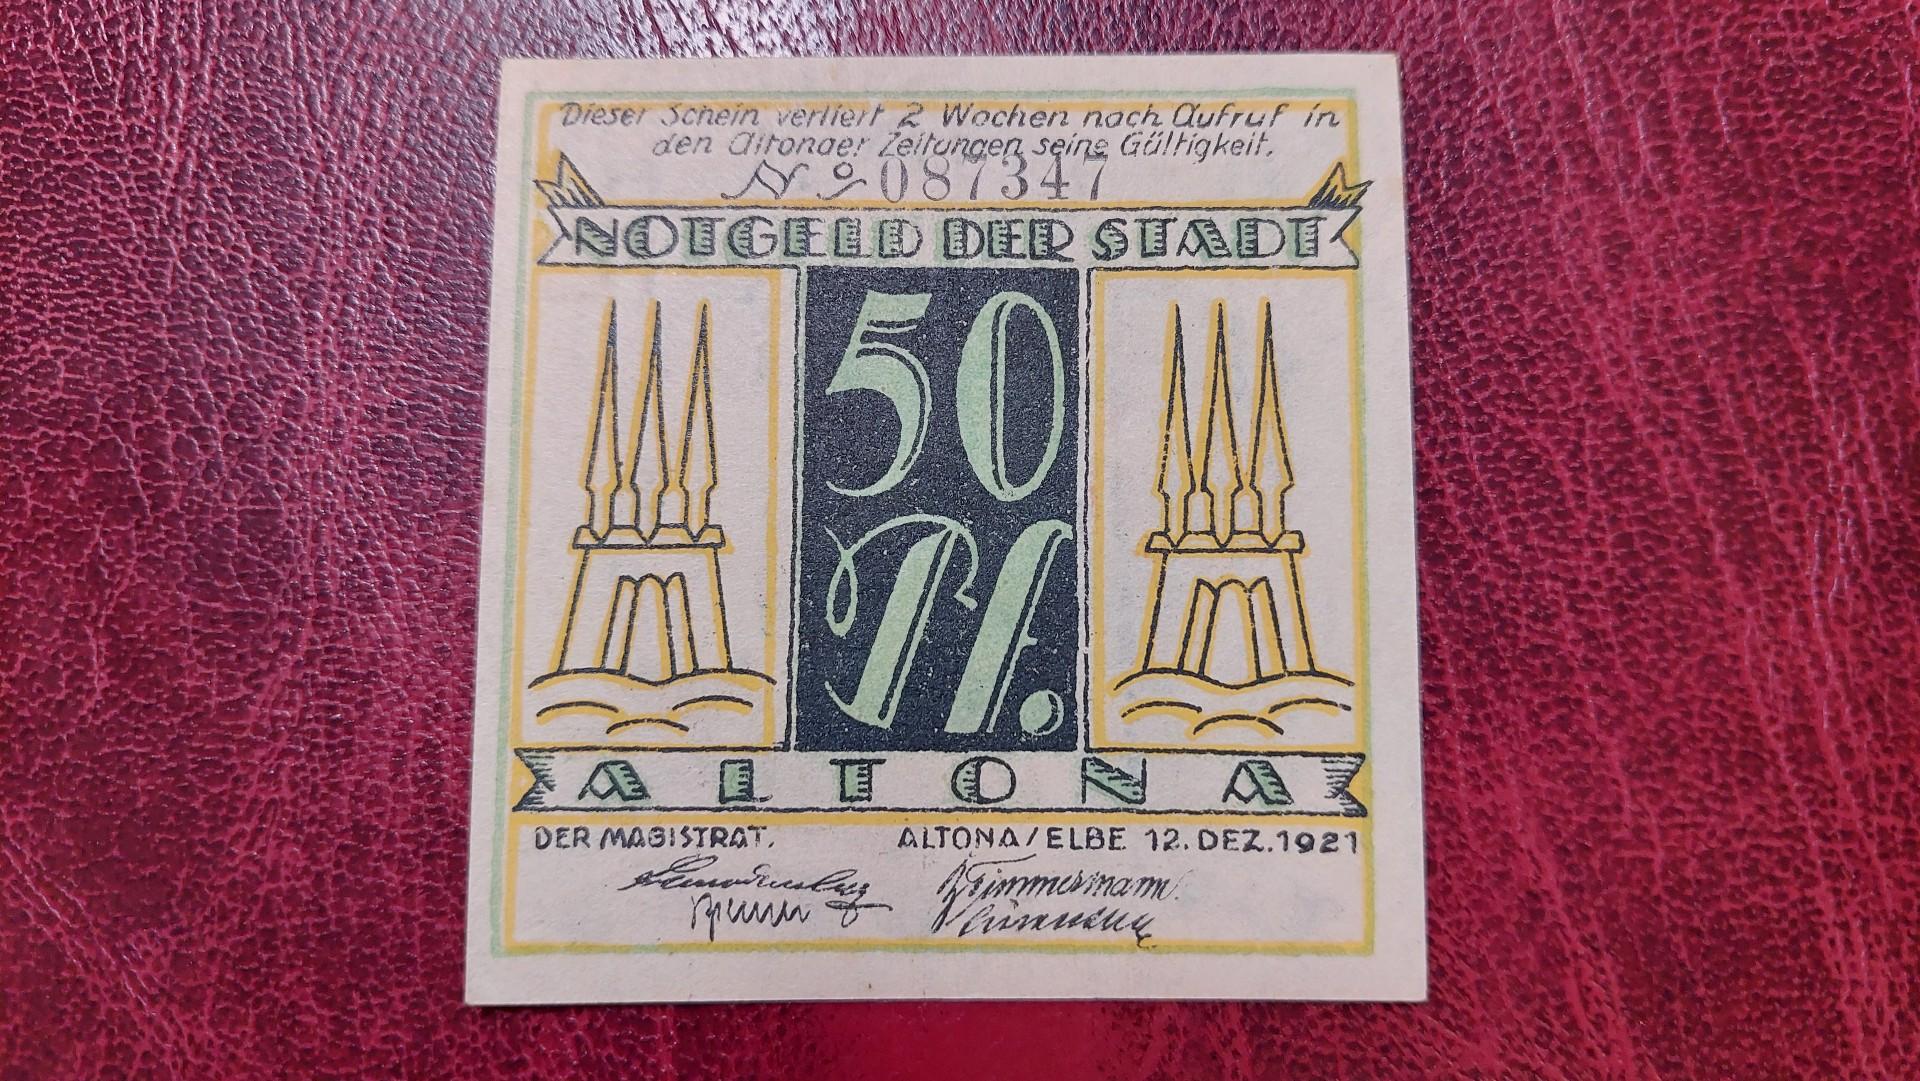 Dieser Schein verliert 2 Wochen nach Aufruf in
den Altonaer Zeitungen seine Gültigkeit.
No 087347
NOTGELD DER STADT
50
Pf.
ALTONA
DER MAGISTRAT. ALTONA/ELBE 12. DEZ. 1921
Zimmermann.